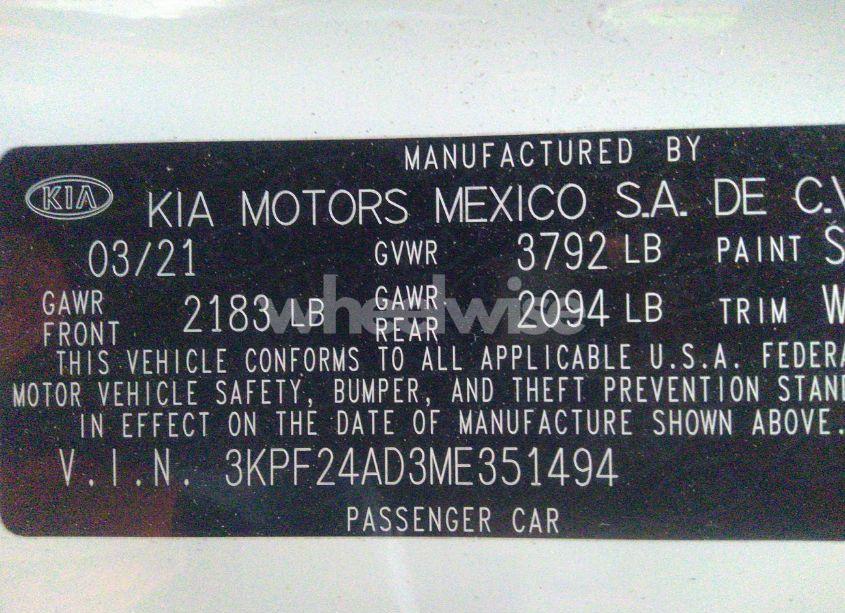 MANUFACTURED BY
KIA KIA MOTORS MEXICO S.A. DE C.V
03/21 GVWR 3792 LB PAINT S
GAWR FRONT 2183 LB GAWR REAR 2094 LB TRIM W
wheelwise
THIS VEHICLE CONFORMS TO ALL APPLICABLE U.S.A. FEDERA
MOTOR VEHICLE SAFETY, BUMPER, AND THEFT PREVENTION STAN
IN EFFECT ON THE DATE OF MANUFACTURE SHOWN ABOVE.
V.I.N. 3KPF24AD3ME351494
PASSENGER CAR